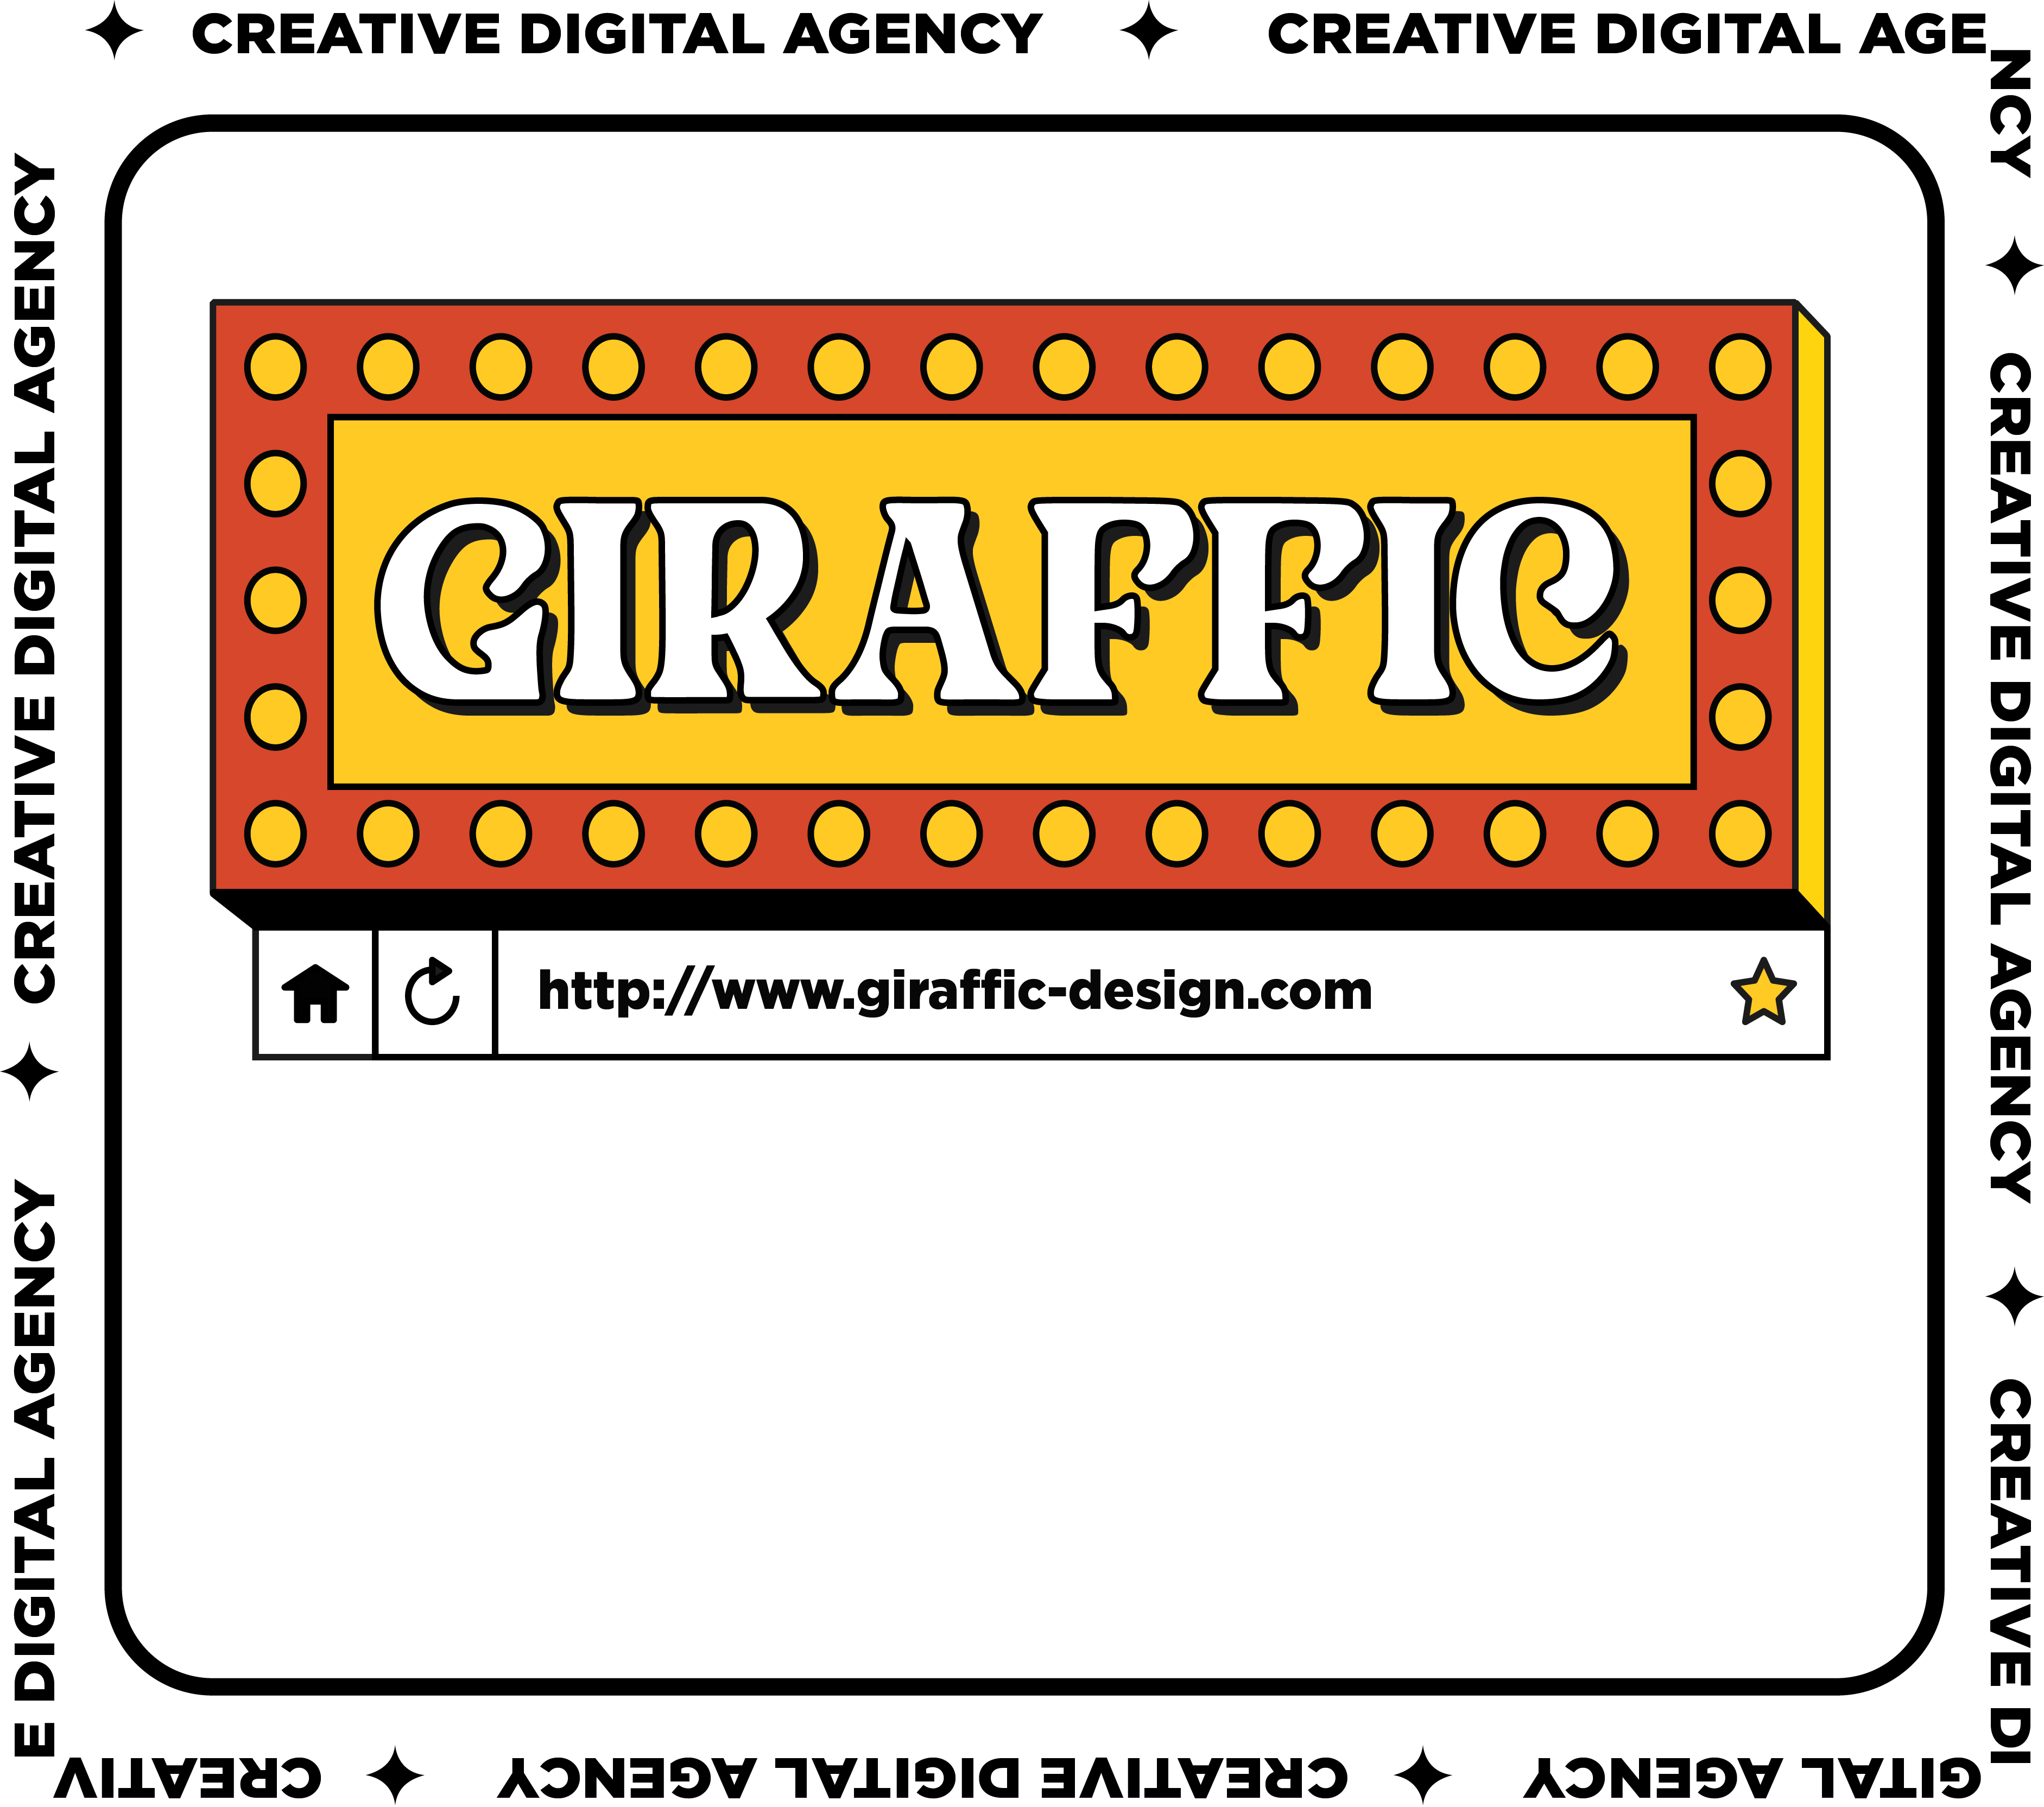 CREATIVE DIGITAL AGENCY CREATIVE DIGITAL AGE
NCY CREATIVE DIGITAL AGENCY CREATIVE DI
GITAL AGENCY CREATIVE DIGITAL AGENCY CREATIV
E DIGITAL AGENCY CREATIVE DIGITAL AGENCY
GIRAFFIC
http://www.giraffic-design.com